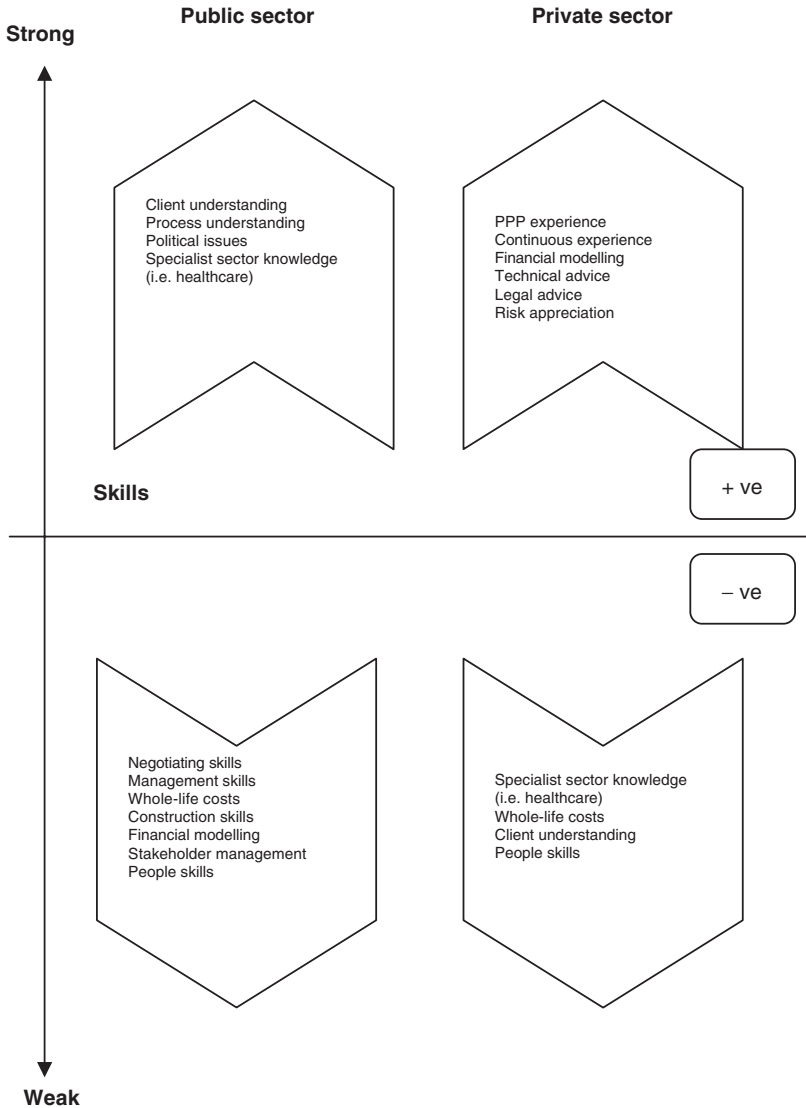 Public sector
Private sector
Strong
Client understanding
Process understanding
Political issues
Specialist sector knowledge
(i.e. healthcare)
PPP experience
Continuous experience
Financial modelling
Technical advice
Legal advice
Risk appreciation
Skills
+ ve
− ve
Negotiating skills
Management skills
Whole-life costs
Construction skills
Financial modelling
Stakeholder management
People skills
Specialist sector knowledge
(i.e. healthcare)
Whole-life costs
Client understanding
People skills
Weak